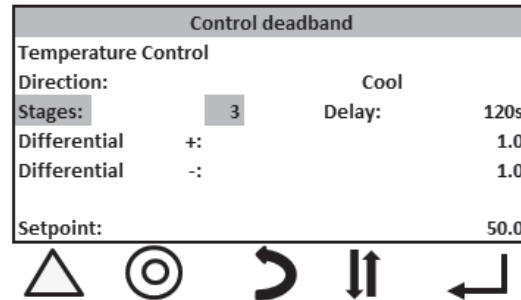 Control deadband
Temperature Control
Direction: Cool
Stages: 3 Delay: 120s
Differential +: 1.0
Differential -: 1.0
Setpoint: 50.0